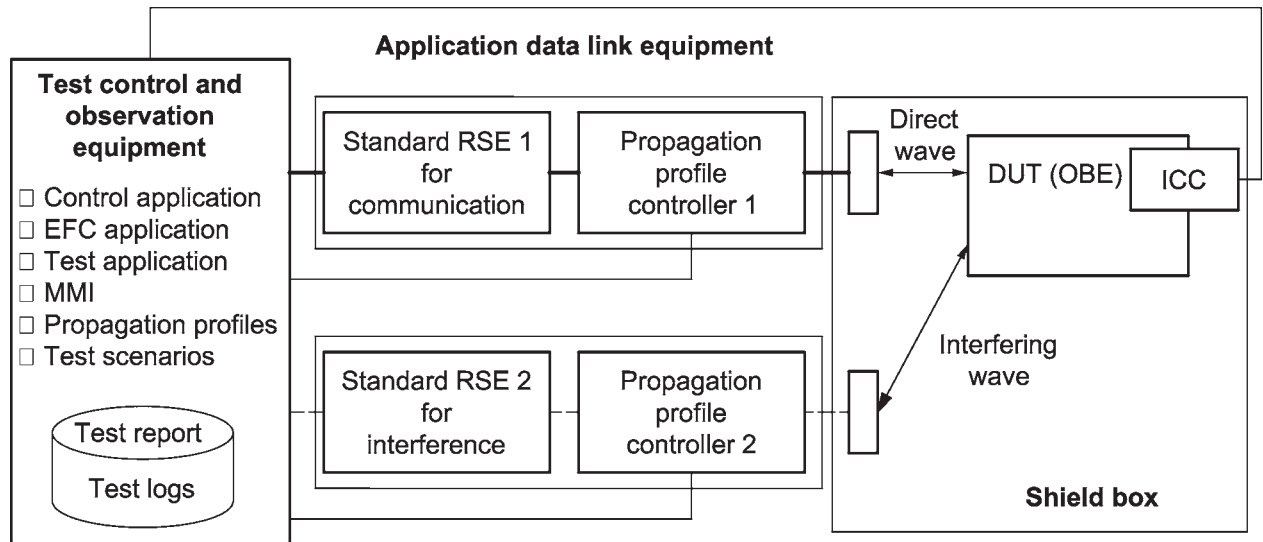 Application data link equipment
Test control and
observation
equipment
□ Control application
□ EFC application
□ Test application
□ MMI
□ Propagation profiles
□ Test scenarios
Test report
Test logs
Standard RSE 1
for
communication
Propagation
profile
controller 1
Direct
wave
DUT (OBE)
ICC
Standard RSE 2
for
interference
Propagation
profile
controller 2
Interfering
wave
Shield box